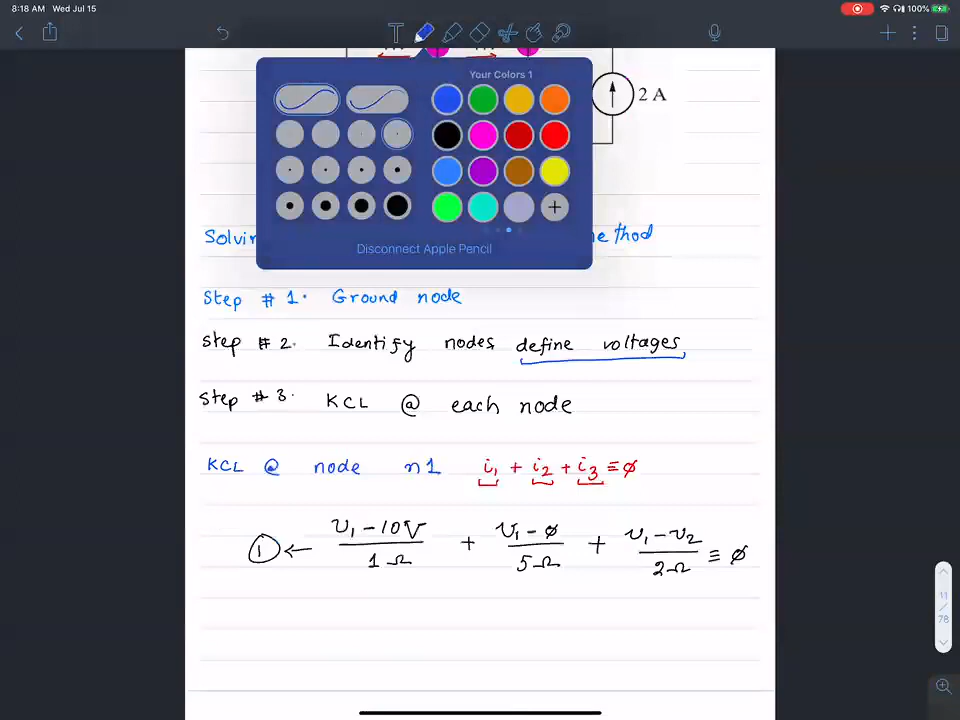 8:18 AM Wed Jul 15
100%
T
Your Colors 1
2 A
Disconnect Apple Pencil
Step # 1. Ground node
Step # 2. Identify nodes define voltages
Step # 3. KCL @ each node
KCL @ node n1 i₁ + i₂ + i₃ ≡ ∅
① ← (v₁ − 10V)/(1Ω) + (v₁ − ∅)/(5Ω) + (v₁ − v₂)/(2Ω) ≡ ∅
11 / 78